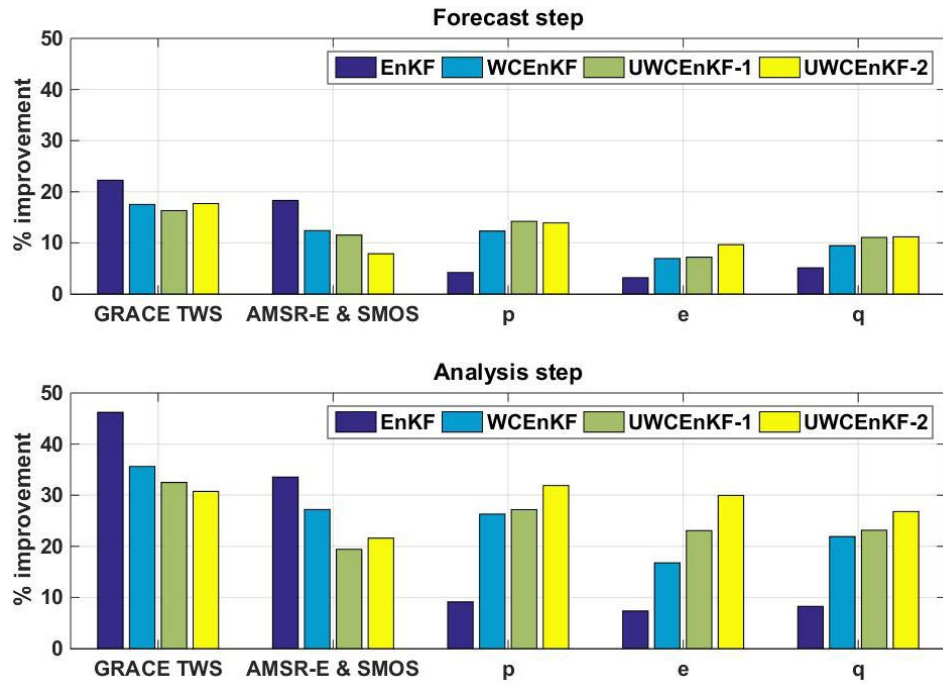 Forecast step
% improvement
50
40
30
20
10
0
EnKF WCEnKF UWCEnKF-1 UWCEnKF-2
GRACE TWS AMSR-E & SMOS p e q
Analysis step
% improvement
50
40
30
20
10
0
EnKF WCEnKF UWCEnKF-1 UWCEnKF-2
GRACE TWS AMSR-E & SMOS p e q